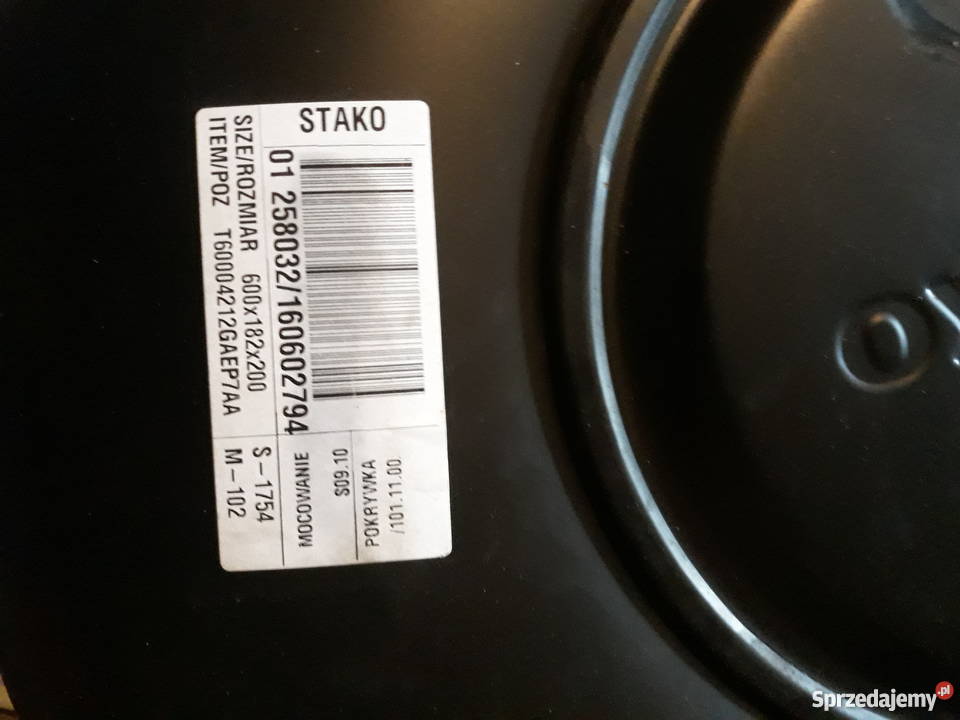 STAKO
01 258032/160602794
SIZE/ROZMIAR 600x182x200
ITEM/POZ T60004212GAEP7AA
S-1754
M-102
MOCOWANIE
S09.10
POKRYWKA
/101.11.00
Sprzedajemy.pl